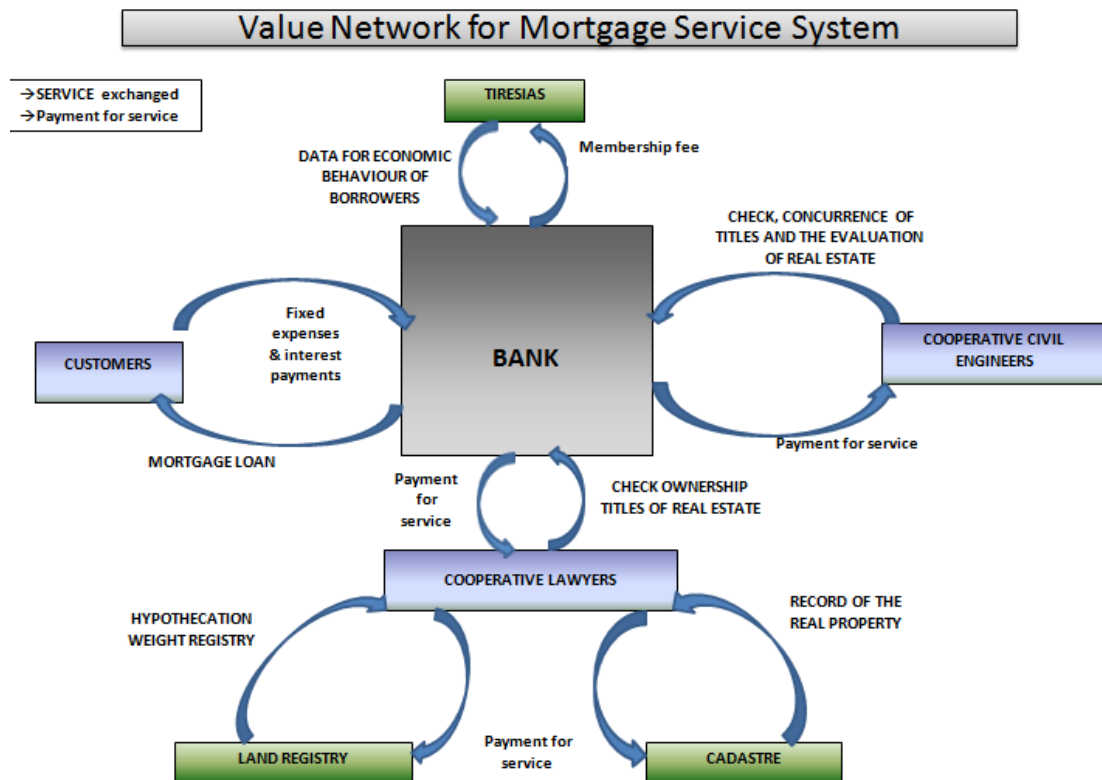 Value Network for Mortgage Service System
→SERVICE exchanged
→Payment for service
TIRESIAS
DATA FOR ECONOMIC
BEHAVIOUR OF
BORROWERS
Membership fee
CHECK, CONCURRENCE OF
TITLES AND THE EVALUATION
OF REAL ESTATE
Fixed
expenses
& interest
payments
CUSTOMERS
BANK
COOPERATIVE CIVIL
ENGINEERS
MORTGAGE LOAN
Payment for service
Payment
for
service
CHECK OWNERSHIP
TITLES OF REAL ESTATE
COOPERATIVE LAWYERS
HYPOTHECATION
WEIGHT REGISTRY
RECORD OF THE
REAL PROPERTY
LAND REGISTRY
Payment for
service
CADASTRE